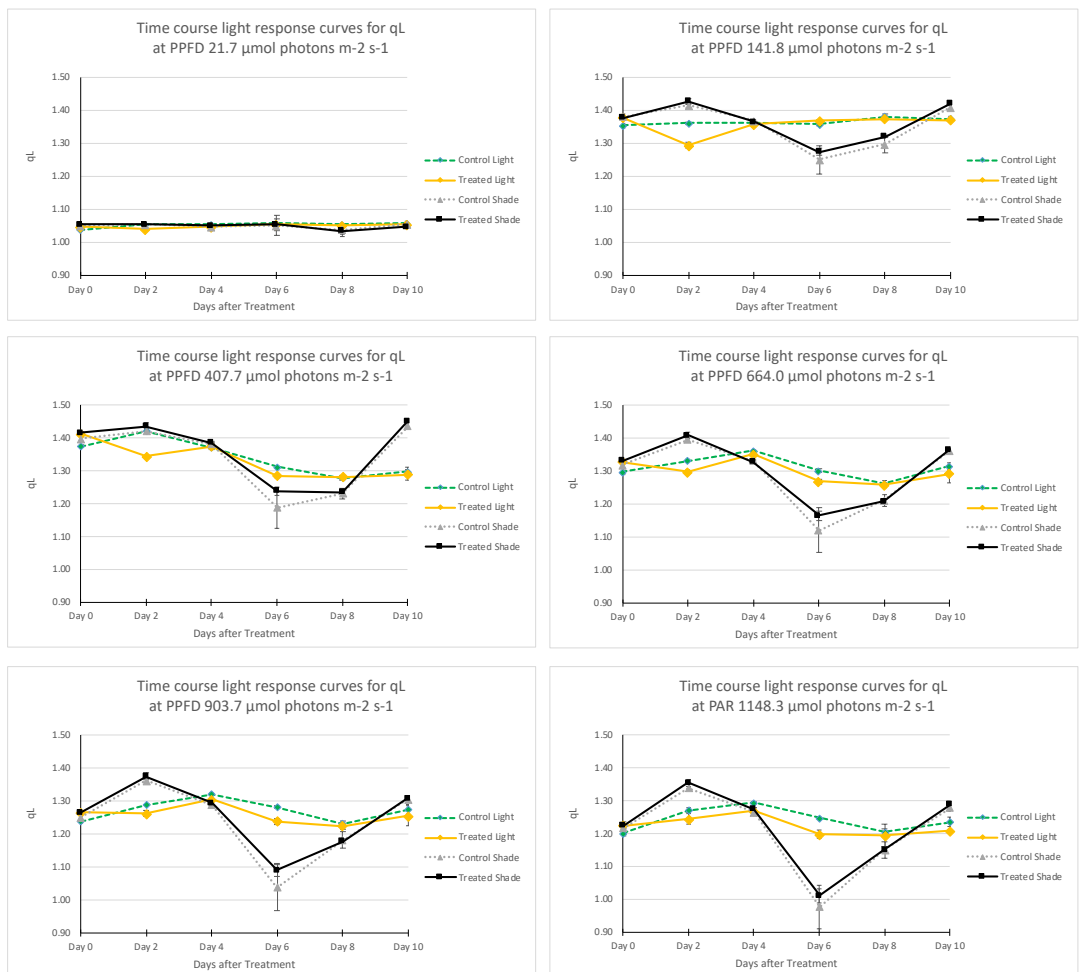 Time course light response curves for qL
at PPFD 21.7 µmol photons m-2 s-1
1.50
1.40
1.30
1.20
1.10
1.00
0.90
qL
Day 0 Day 2 Day 4 Day 6 Day 8 Day 10
Days after Treatment
Control Light
Treated Light
Control Shade
Treated Shade
Time course light response curves for qL
at PPFD 141.8 µmol photons m-2 s-1
1.50
1.40
1.30
1.20
1.10
1.00
0.90
qL
Day 0 Day 2 Day 4 Day 6 Day 8 Day 10
Days after Treatment
Control Light
Treated Light
Control Shade
Treated Shade
Time course light response curves for qL
at PPFD 407.7 µmol photons m-2 s-1
1.50
1.40
1.30
1.20
1.10
1.00
0.90
qL
Day 0 Day 2 Day 4 Day 6 Day 8 Day 10
Days after Treatment
Control Light
Treated Light
Control Shade
Treated Shade
Time course light response curves for qL
at PPFD 664.0 µmol photons m-2 s-1
1.50
1.40
1.30
1.20
1.10
1.00
0.90
qL
Day 0 Day 2 Day 4 Day 6 Day 8 Day 10
Days after Treatment
Control Light
Treated Light
Control Shade
Treated Shade
Time course light response curves for qL
at PPFD 903.7 µmol photons m-2 s-1
1.50
1.40
1.30
1.20
1.10
1.00
0.90
qL
Day 0 Day 2 Day 4 Day 6 Day 8 Day 10
Days after Treatment
Control Light
Treated Light
Control Shade
Treated Shade
Time course light response curves for qL
at PAR 1148.3 µmol photons m-2 s-1
1.50
1.40
1.30
1.20
1.10
1.00
0.90
qL
Day 0 Day 2 Day 4 Day 6 Day 8 Day 10
Days after Treatment
Control Light
Treated Light
Control Shade
Treated Shade